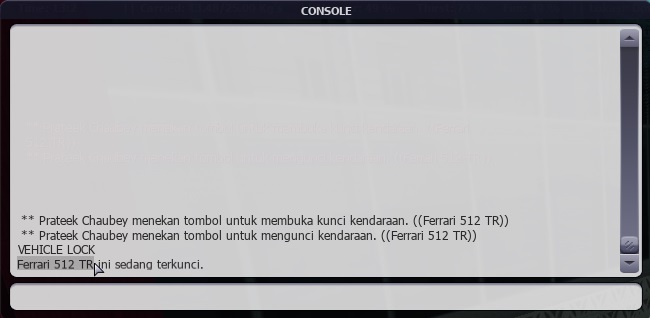 CONSOLE
** Prateek Chaubey menekan tombol untuk membuka kunci kendaraan. ((Ferrari 512 TR))
** Prateek Chaubey menekan tombol untuk mengunci kendaraan. ((Ferrari 512 TR))
VEHICLE LOCK
Ferrari 512 TR ini sedang terkunci.